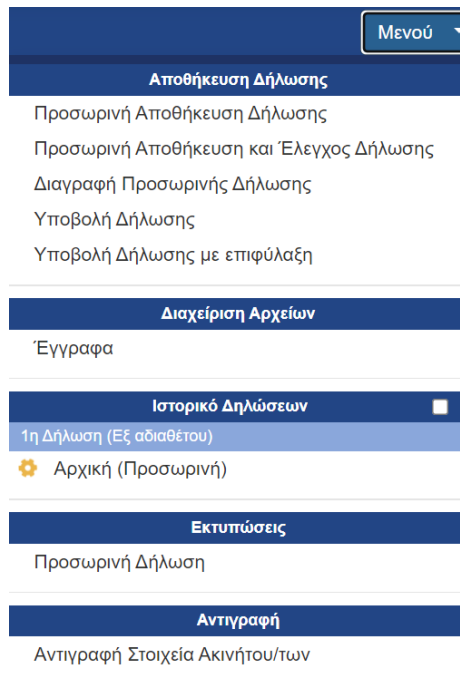 Μενού
Αποθήκευση Δήλωσης
Προσωρινή Αποθήκευση Δήλωσης
Προσωρινή Αποθήκευση και Έλεγχος Δήλωσης
Διαγραφή Προσωρινής Δήλωσης
Υποβολή Δήλωσης
Υποβολή Δήλωσης με επιφύλαξη
Διαχείριση Αρχείων
Έγγραφα
Ιστορικό Δηλώσεων
1η Δήλωση (Εξ αδιαθέτου)
Αρχική (Προσωρινή)
Εκτυπώσεις
Προσωρινή Δήλωση
Αντιγραφή
Αντιγραφή Στοιχεία Ακινήτου/των